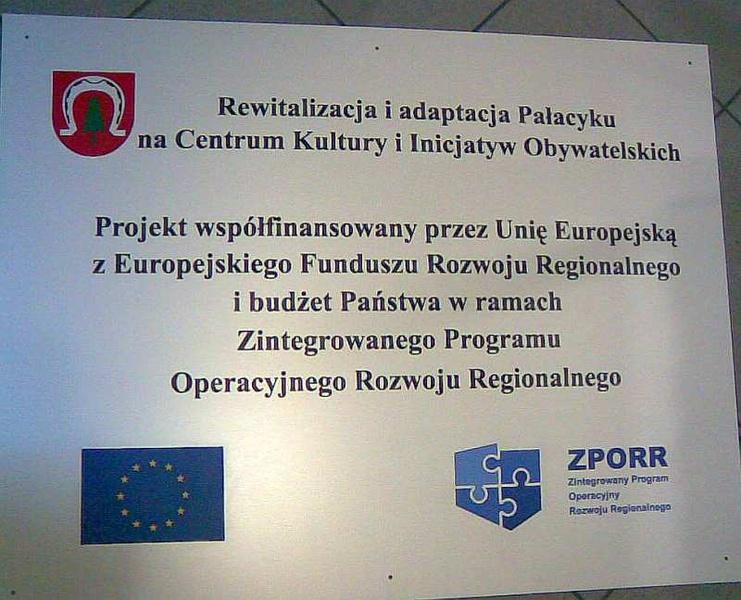 Rewitalizacja i adaptacja Pałacyku
na Centrum Kultury i Inicjatyw Obywatelskich
Projekt współfinansowany przez Unię Europejską
z Europejskiego Funduszu Rozwoju Regionalnego
i budżet Państwa w ramach
Zintegrowanego Programu
Operacyjnego Rozwoju Regionalnego
ZPORR
Zintegrowany Program
Operacyjny
Rozwoju Regionalnego